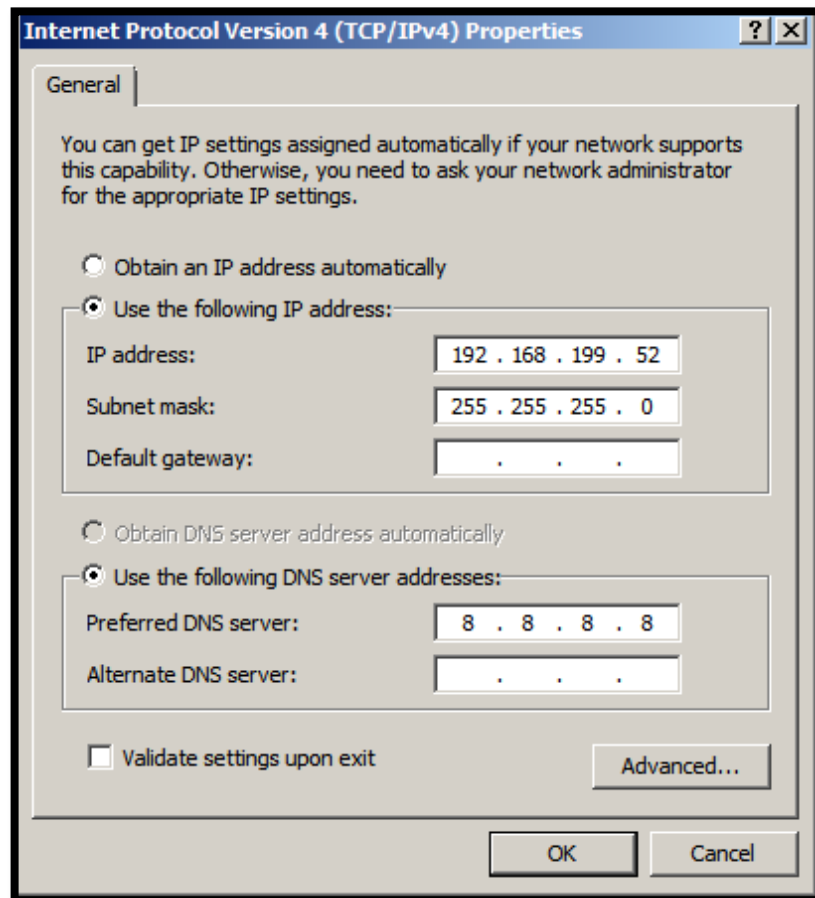 Internet Protocol Version 4 (TCP/IPv4) Properties
General
You can get IP settings assigned automatically if your network supports
this capability. Otherwise, you need to ask your network administrator
for the appropriate IP settings.
Obtain an IP address automatically
Use the following IP address:
IP address: 192 . 168 . 199 . 52
Subnet mask: 255 . 255 . 255 . 0
Default gateway: . . .
Obtain DNS server address automatically
Use the following DNS server addresses:
Preferred DNS server: 8 . 8 . 8 . 8
Alternate DNS server: . . .
Validate settings upon exit
Advanced...
OK Cancel